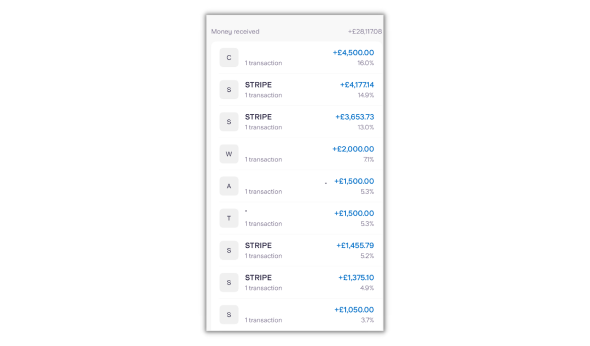 Money received +£28,117.08
C +£4,500.00
1 transaction 16.0%
S STRIPE +£4,177.14
1 transaction 14.9%
S STRIPE +£3,653.73
1 transaction 13.0%
W +£2,000.00
1 transaction 7.1%
A +£1,500.00
1 transaction 5.3%
T +£1,500.00
1 transaction 5.3%
S STRIPE +£1,455.79
1 transaction 5.2%
S STRIPE +£1,375.10
1 transaction 4.9%
S +£1,050.00
1 transaction 3.7%